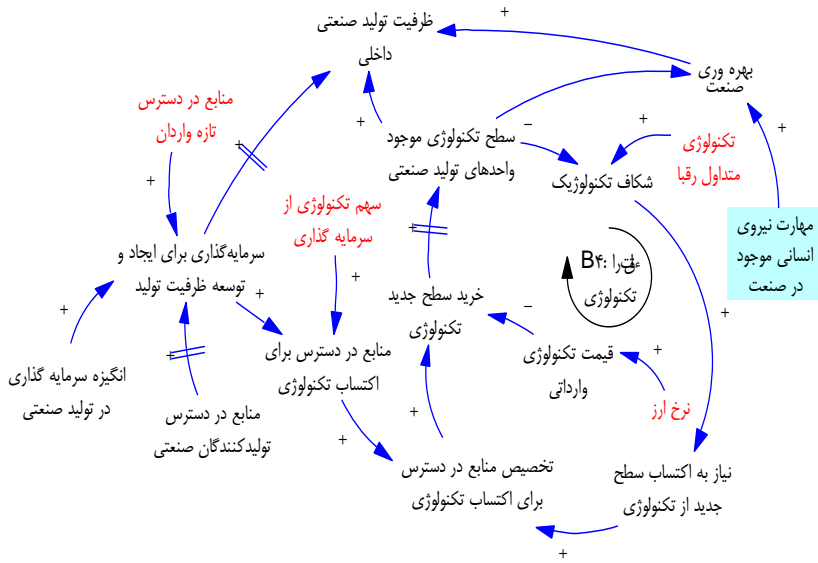 ظرفیت تولید صنعتی
داخلی
بهره وری
صنعت
منابع در دسترس
تازه واردان
سطح تکنولوژی موجود
واحدهای تولید صنعتی
تکنولوژی
متداول رقبا
شکاف تکنولوژیک
سهم تکنولوژی از
سرمایه گذاری
مهارت نیروی
انسانی موجود
در صنعت
سرمایه‌گذاری برای ایجاد و
توسعه ظرفیت تولید
B۴:
تکنولوژی
خرید سطح جدید
تکنولوژی
منابع در دسترس برای
اکتساب تکنولوژی
قیمت تکنولوژی
وارداتی
انگیزه سرمایه گذاری
در تولید صنعتی
نرخ ارز
منابع در دسترس
تولیدکنندگان صنعتی
تخصیص منابع در دسترس
برای اکتساب تکنولوژی
نیاز به اکتساب سطح
جدید از تکنولوژی